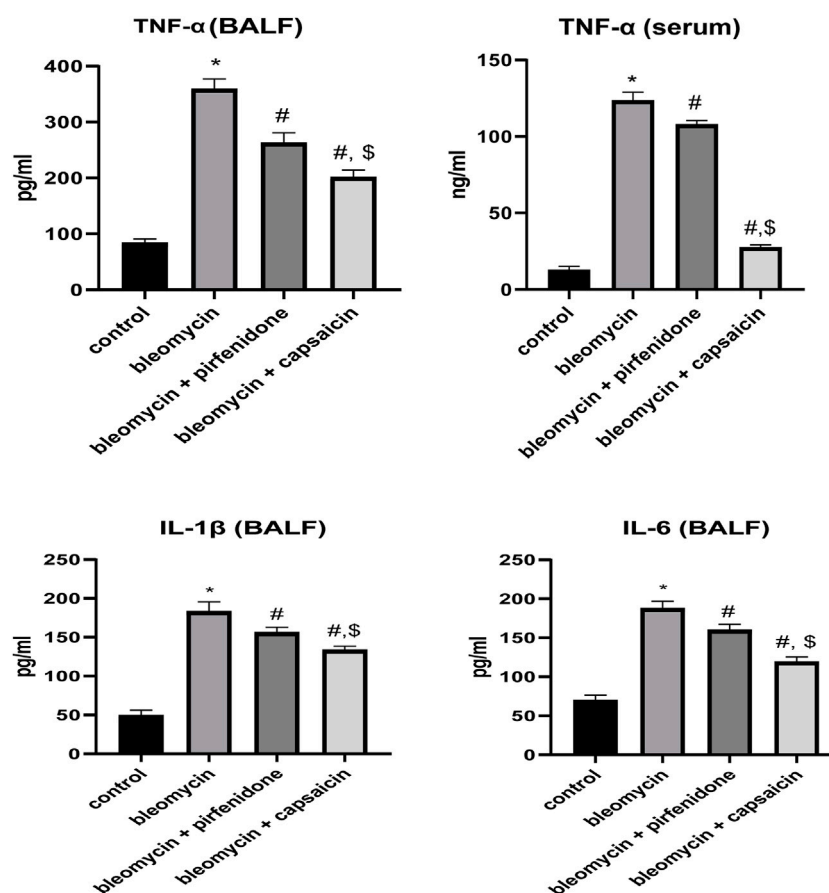 TNF-α (BALF)
400
300
200
100
0
pg/ml
*
#
#, $
control
bleomycin
bleomycin + pirfenidone
bleomycin + capsaicin
TNF-α (serum)
150
100
50
0
ng/ml
*
#
#,$
control
bleomycin
bleomycin + pirfenidone
bleomycin + capsaicin
IL-1β (BALF)
250
200
150
100
50
0
pg/ml
*
#
#,$
control
bleomycin
bleomycin + pirfenidone
bleomycin + capsaicin
IL-6 (BALF)
250
200
150
100
50
0
pg/ml
*
#
#, $
control
bleomycin
bleomycin + pirfenidone
bleomycin + capsaicin